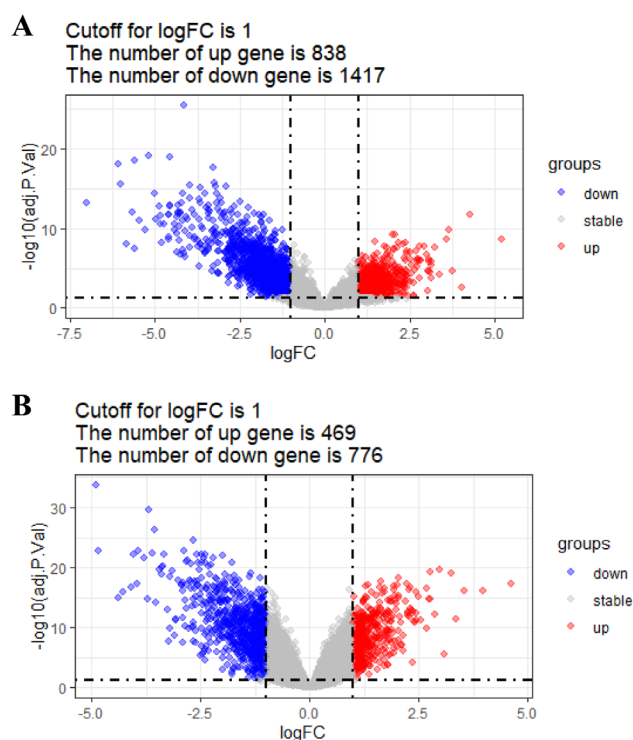 A
Cutoff for logFC is 1
The number of up gene is 838
The number of down gene is 1417
-log10(adj.P.Val)
20
10
0
-7.5
-5.0
-2.5
0.0
2.5
5.0
logFC
groups
down
stable
up
B
Cutoff for logFC is 1
The number of up gene is 469
The number of down gene is 776
-log10(adj.P.Val)
30
20
10
0
-5.0
-2.5
0.0
2.5
5.0
logFC
groups
down
stable
up